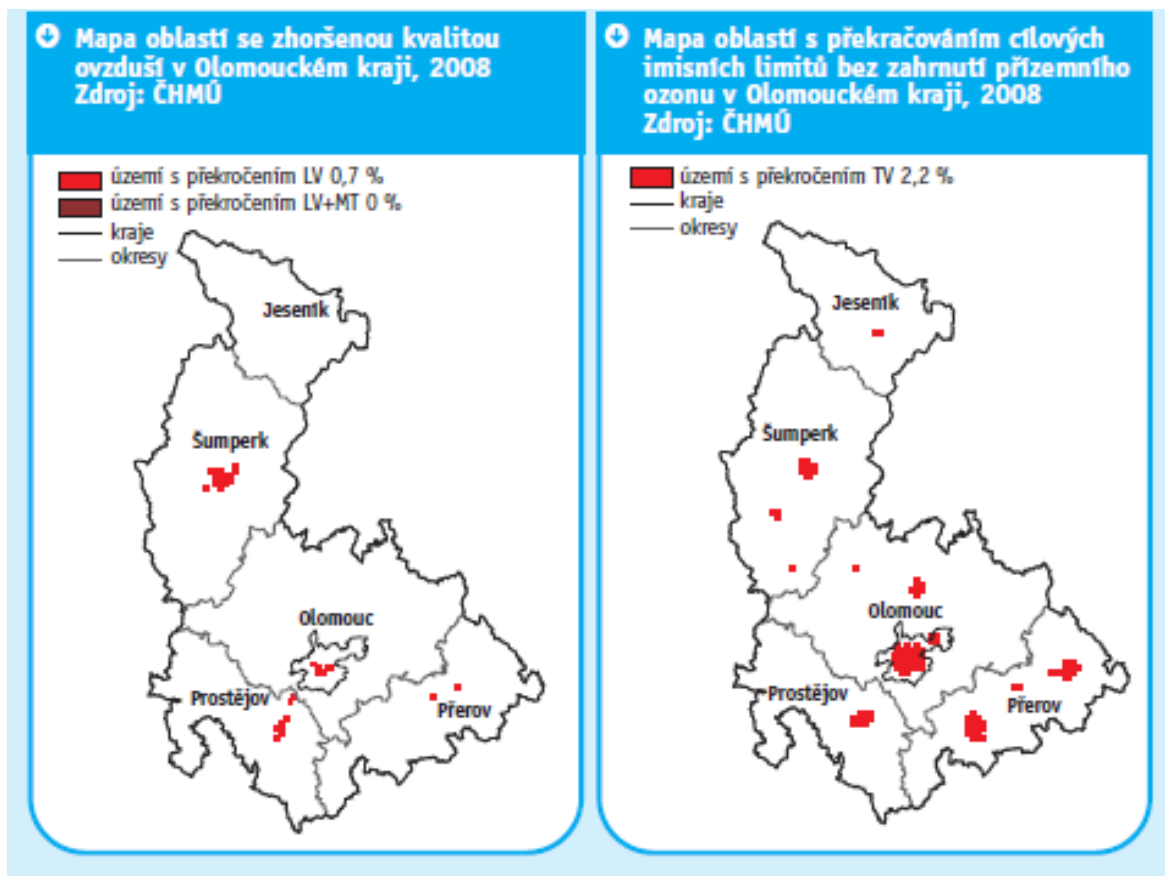 Mapa oblastí se zhoršenou kvalitou
ovzduší v Olomouckém kraji, 2008
Zdroj: ČHMÚ
území s překročením LV 0,7 %
území s překročením LV+MT 0 %
kraje
okresy
Jeseník
Šumperk
Olomouc
Prostějov
Přerov
Mapa oblastí s překračováním cílových
imisních limitů bez zahrnutí přízemního
ozonu v Olomouckém kraji, 2008
Zdroj: ČHMÚ
území s překročením TV 2,2 %
kraje
okresy
Jeseník
Šumperk
Olomouc
Prostějov
Přerov